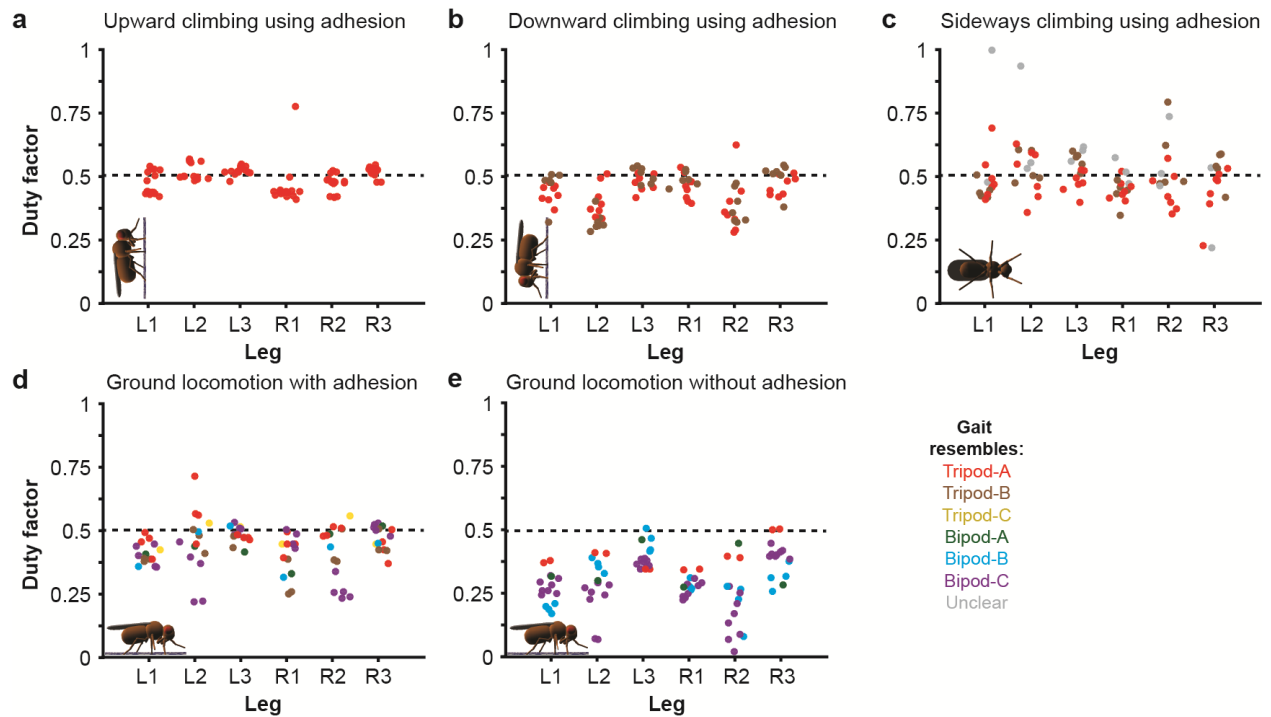 a Upward climbing using adhesion
1
0.75
0.5
0.25
0
Duty factor
L1 L2 L3 R1 R2 R3
Leg
b Downward climbing using adhesion
1
0.75
0.5
0.25
0
L1 L2 L3 R1 R2 R3
Leg
c Sideways climbing using adhesion
1
0.75
0.5
0.25
0
L1 L2 L3 R1 R2 R3
Leg
d Ground locomotion with adhesion
1
0.75
0.5
0.25
0
Duty factor
L1 L2 L3 R1 R2 R3
Leg
e Ground locomotion without adhesion
1
0.75
0.5
0.25
0
L1 L2 L3 R1 R2 R3
Leg
Gait
resembles:
Tripod-A
Tripod-B
Tripod-C
Bipod-A
Bipod-B
Bipod-C
Unclear